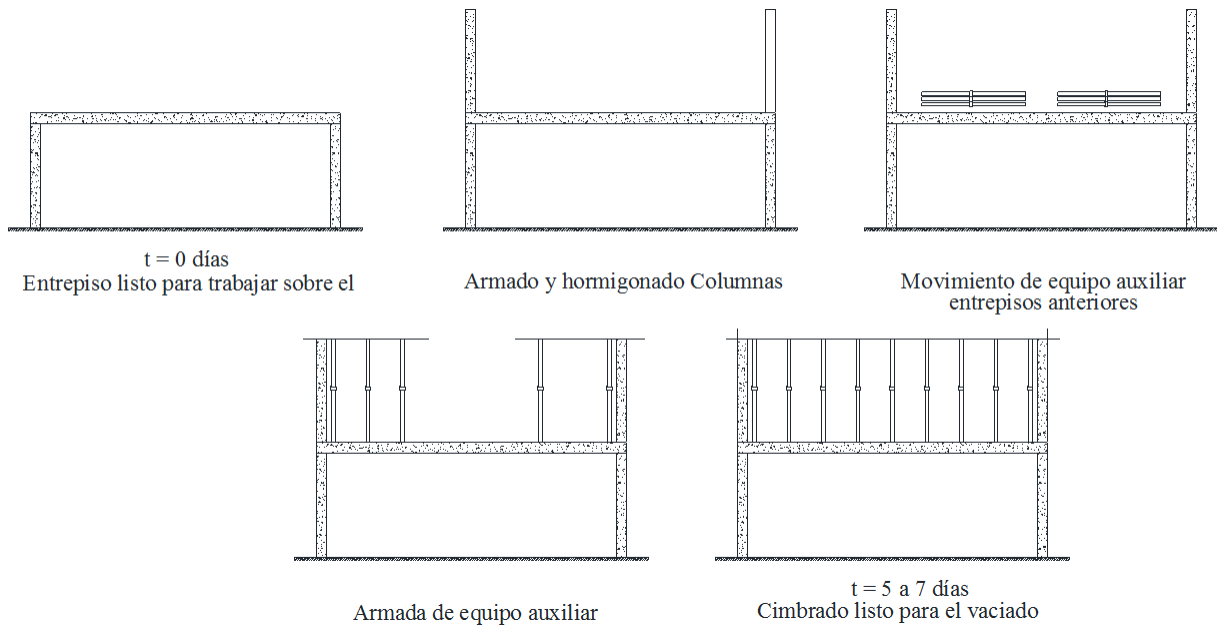 t = 0 días
Entrepiso listo para trabajar sobre el
Armado y hormigonado Columnas
Movimiento de equipo auxiliar
entrepisos anteriores
Armada de equipo auxiliar
t = 5 a 7 días
Cimbrado listo para el vaciado